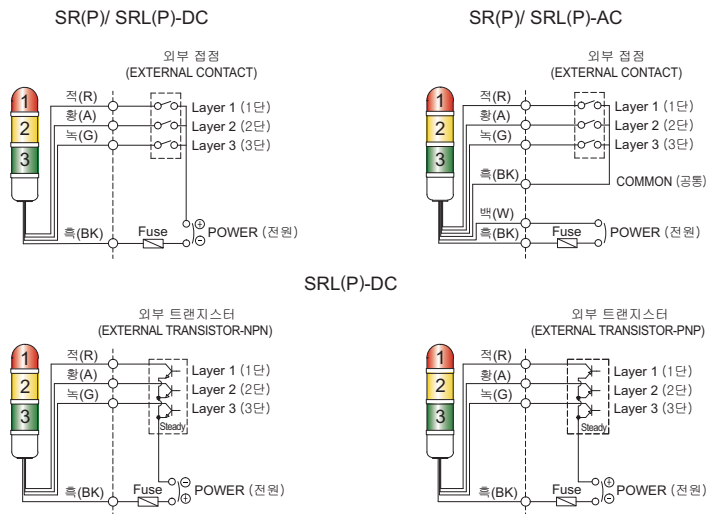 SR(P)/ SRL(P)-DC
외부 접점
(EXTERNAL CONTACT)
1
2
3
적(R)
황(A)
녹(G)
Layer 1 (1단)
Layer 2 (2단)
Layer 3 (3단)
흑(BK)
Fuse
⊕
⊖
POWER (전원)
SR(P)/ SRL(P)-AC
외부 접점
(EXTERNAL CONTACT)
1
2
3
적(R)
황(A)
녹(G)
Layer 1 (1단)
Layer 2 (2단)
Layer 3 (3단)
흑(BK)
COMMON (공통)
백(W)
흑(BK)
Fuse
POWER (전원)
SRL(P)-DC
외부 트랜지스터
(EXTERNAL TRANSISTOR-NPN)
1
2
3
적(R)
황(A)
녹(G)
Layer 1 (1단)
Layer 2 (2단)
Layer 3 (3단)
Steady
흑(BK)
Fuse
⊖
⊕
POWER (전원)
외부 트랜지스터
(EXTERNAL TRANSISTOR-PNP)
1
2
3
적(R)
황(A)
녹(G)
Layer 1 (1단)
Layer 2 (2단)
Layer 3 (3단)
Steady
흑(BK)
Fuse
⊖
⊕
POWER (전원)